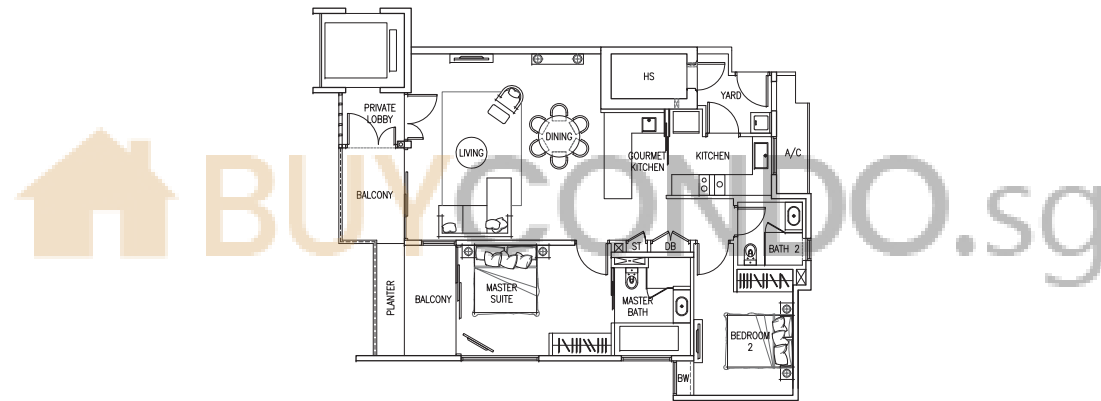 HS
YARD
PRIVATE
LOBBY
DINING
LIVING
GOURMET
KITCHEN
KITCHEN
A/C
BALCONY
BUYCONDO.sg
ST
DB
BATH 2
MASTER
SUITE
BALCONY
PLANTER
MASTER
BATH
BEDROOM
2
BW